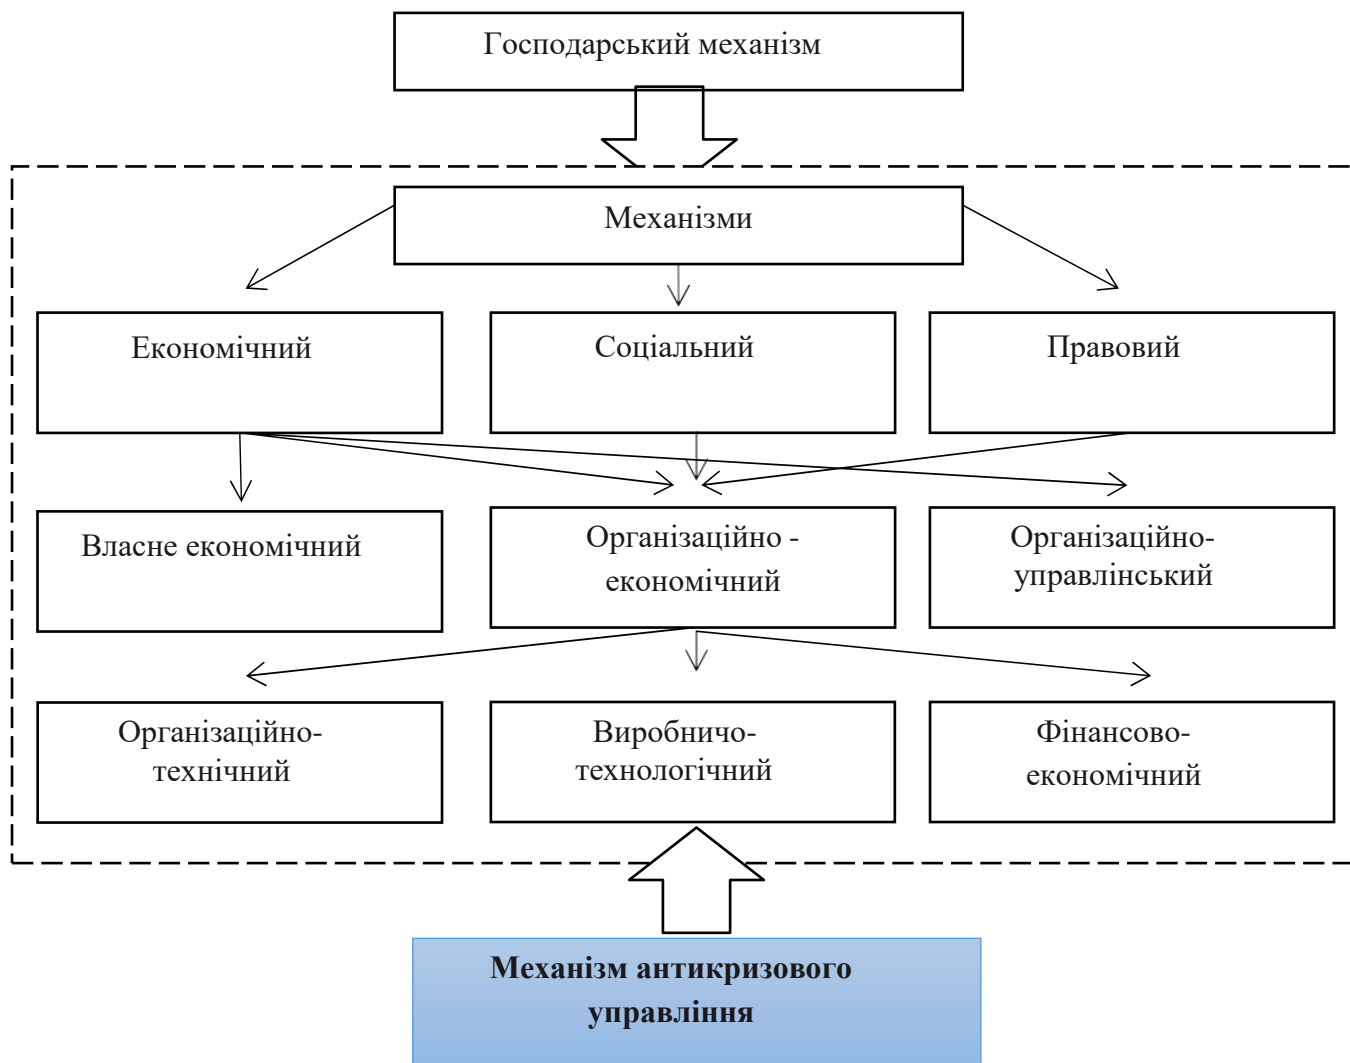 Господарський механізм
Механізми
Економічний
Соціальний
Правовий
Власне економічний
Організаційно -
економічний
Організаційно-
управлінський
Організаційно-
технічний
Виробничо-
технологічний
Фінансово-
економічний
Механізм антикризового
управління